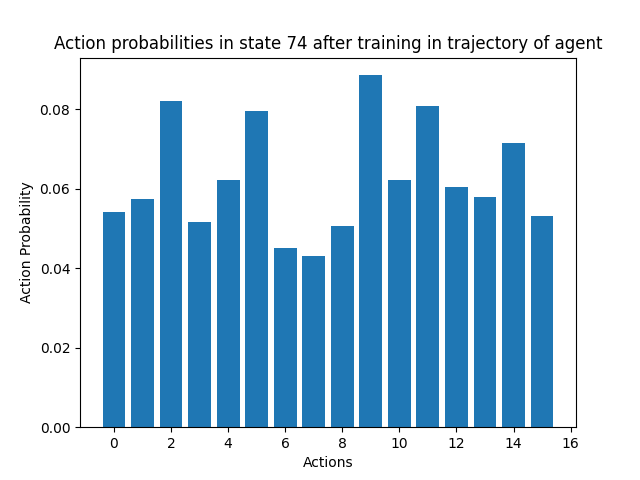 Action probabilities in state 74 after training in trajectory of agent
0.08
0.06
0.04
0.02
0.00
Action Probability
0 2 4 6 8 10 12 14 16
Actions